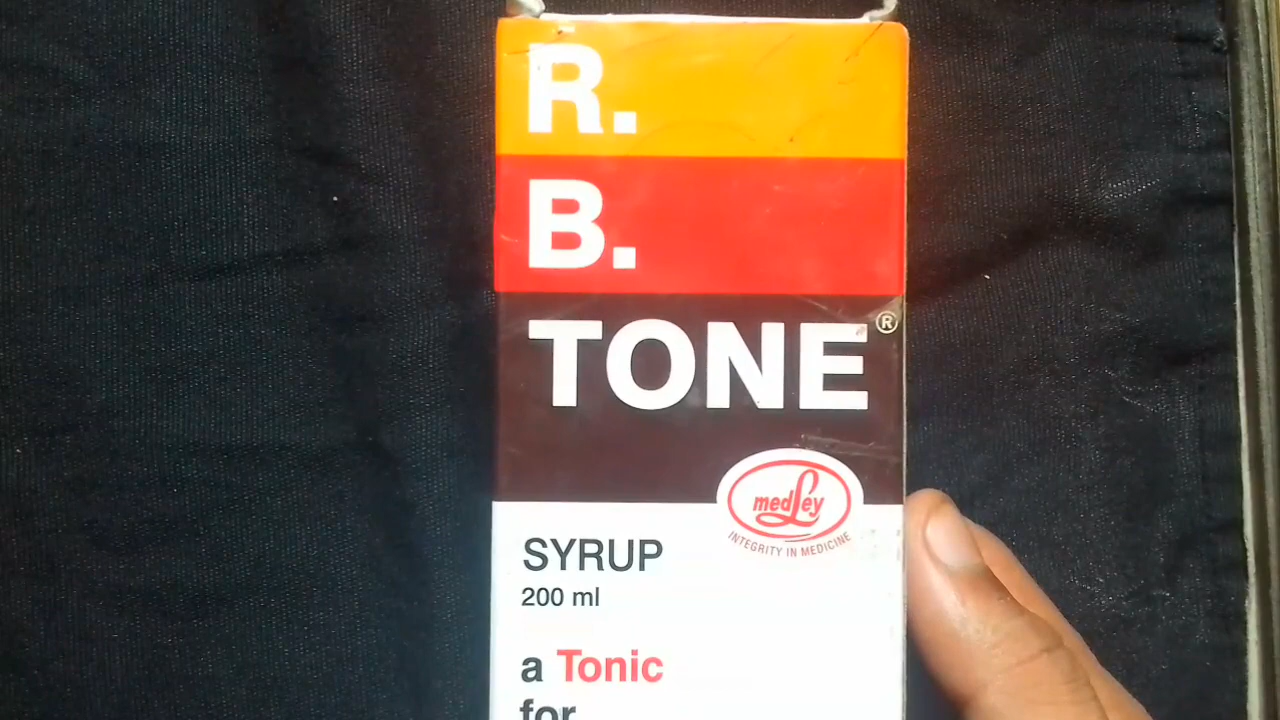 R.
B.
TONE®
medley
INTEGRITY IN MEDICINE
SYRUP
200 ml
a Tonic
for